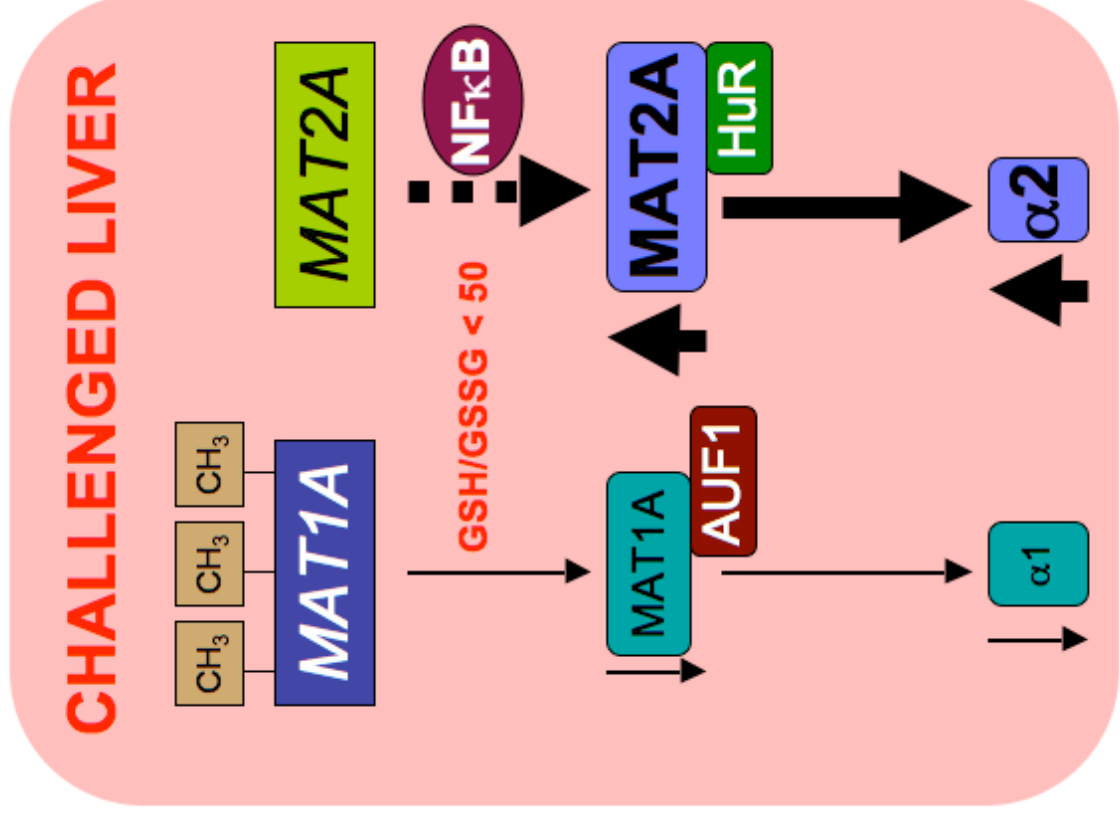 CHALLENGED LIVER
CH₃ CH₃ CH₃
MAT1A
MAT2A
GSH/GSSG < 50
NFκB
MAT1A
MAT2A
AUF1
HuR
α1
α2